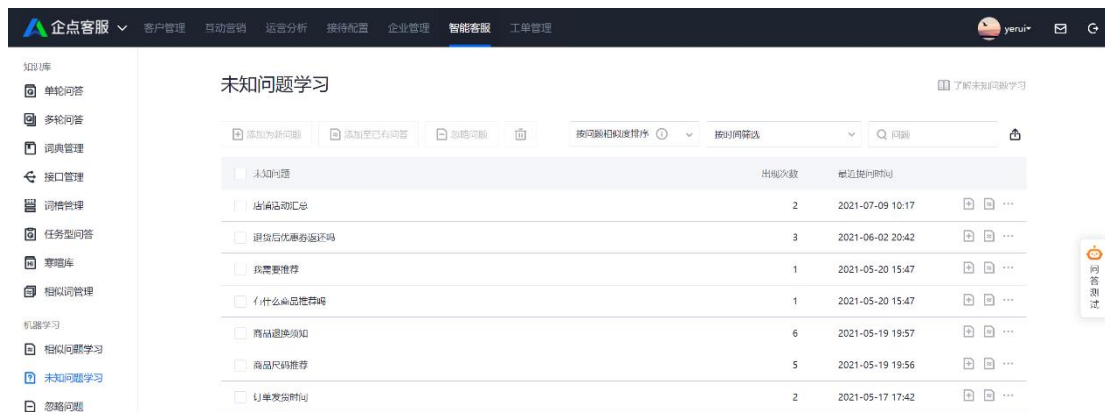 企点客服 客户管理 互动营销 运营分析 接待配置 企业管理 智能客服 工单管理 yerui
知识库
单轮问答
多轮问答
词典管理
接口管理
词槽管理
任务型问答
寒暄库
相似词管理
机器学习
相似问题学习
未知问题学习
忽略问题
未知问题学习 了解未知问题学习
添加为新问题 添加至已有问答 忽略问题 按问题相似度排序 按时间筛选 问题
未知问题 出现次数 最近提问时间
店铺活动汇总 2 2021-07-09 10:17
退货后优惠券返还吗 3 2021-06-02 20:42
我需要推荐 1 2021-05-20 15:47
有什么商品推荐吗 1 2021-05-20 15:47
商品退换须知 6 2021-05-19 19:57
商品尺码推荐 5 2021-05-19 19:56
订单发货时间 2 2021-05-17 17:42
问答测试